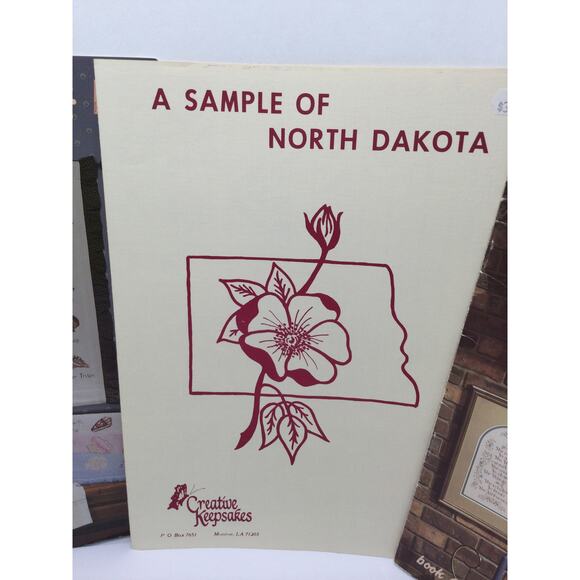 A SAMPLE OF
NORTH DAKOTA
Creative
Keepsakes
P O Box 7651 Monroe, LA 71203
book